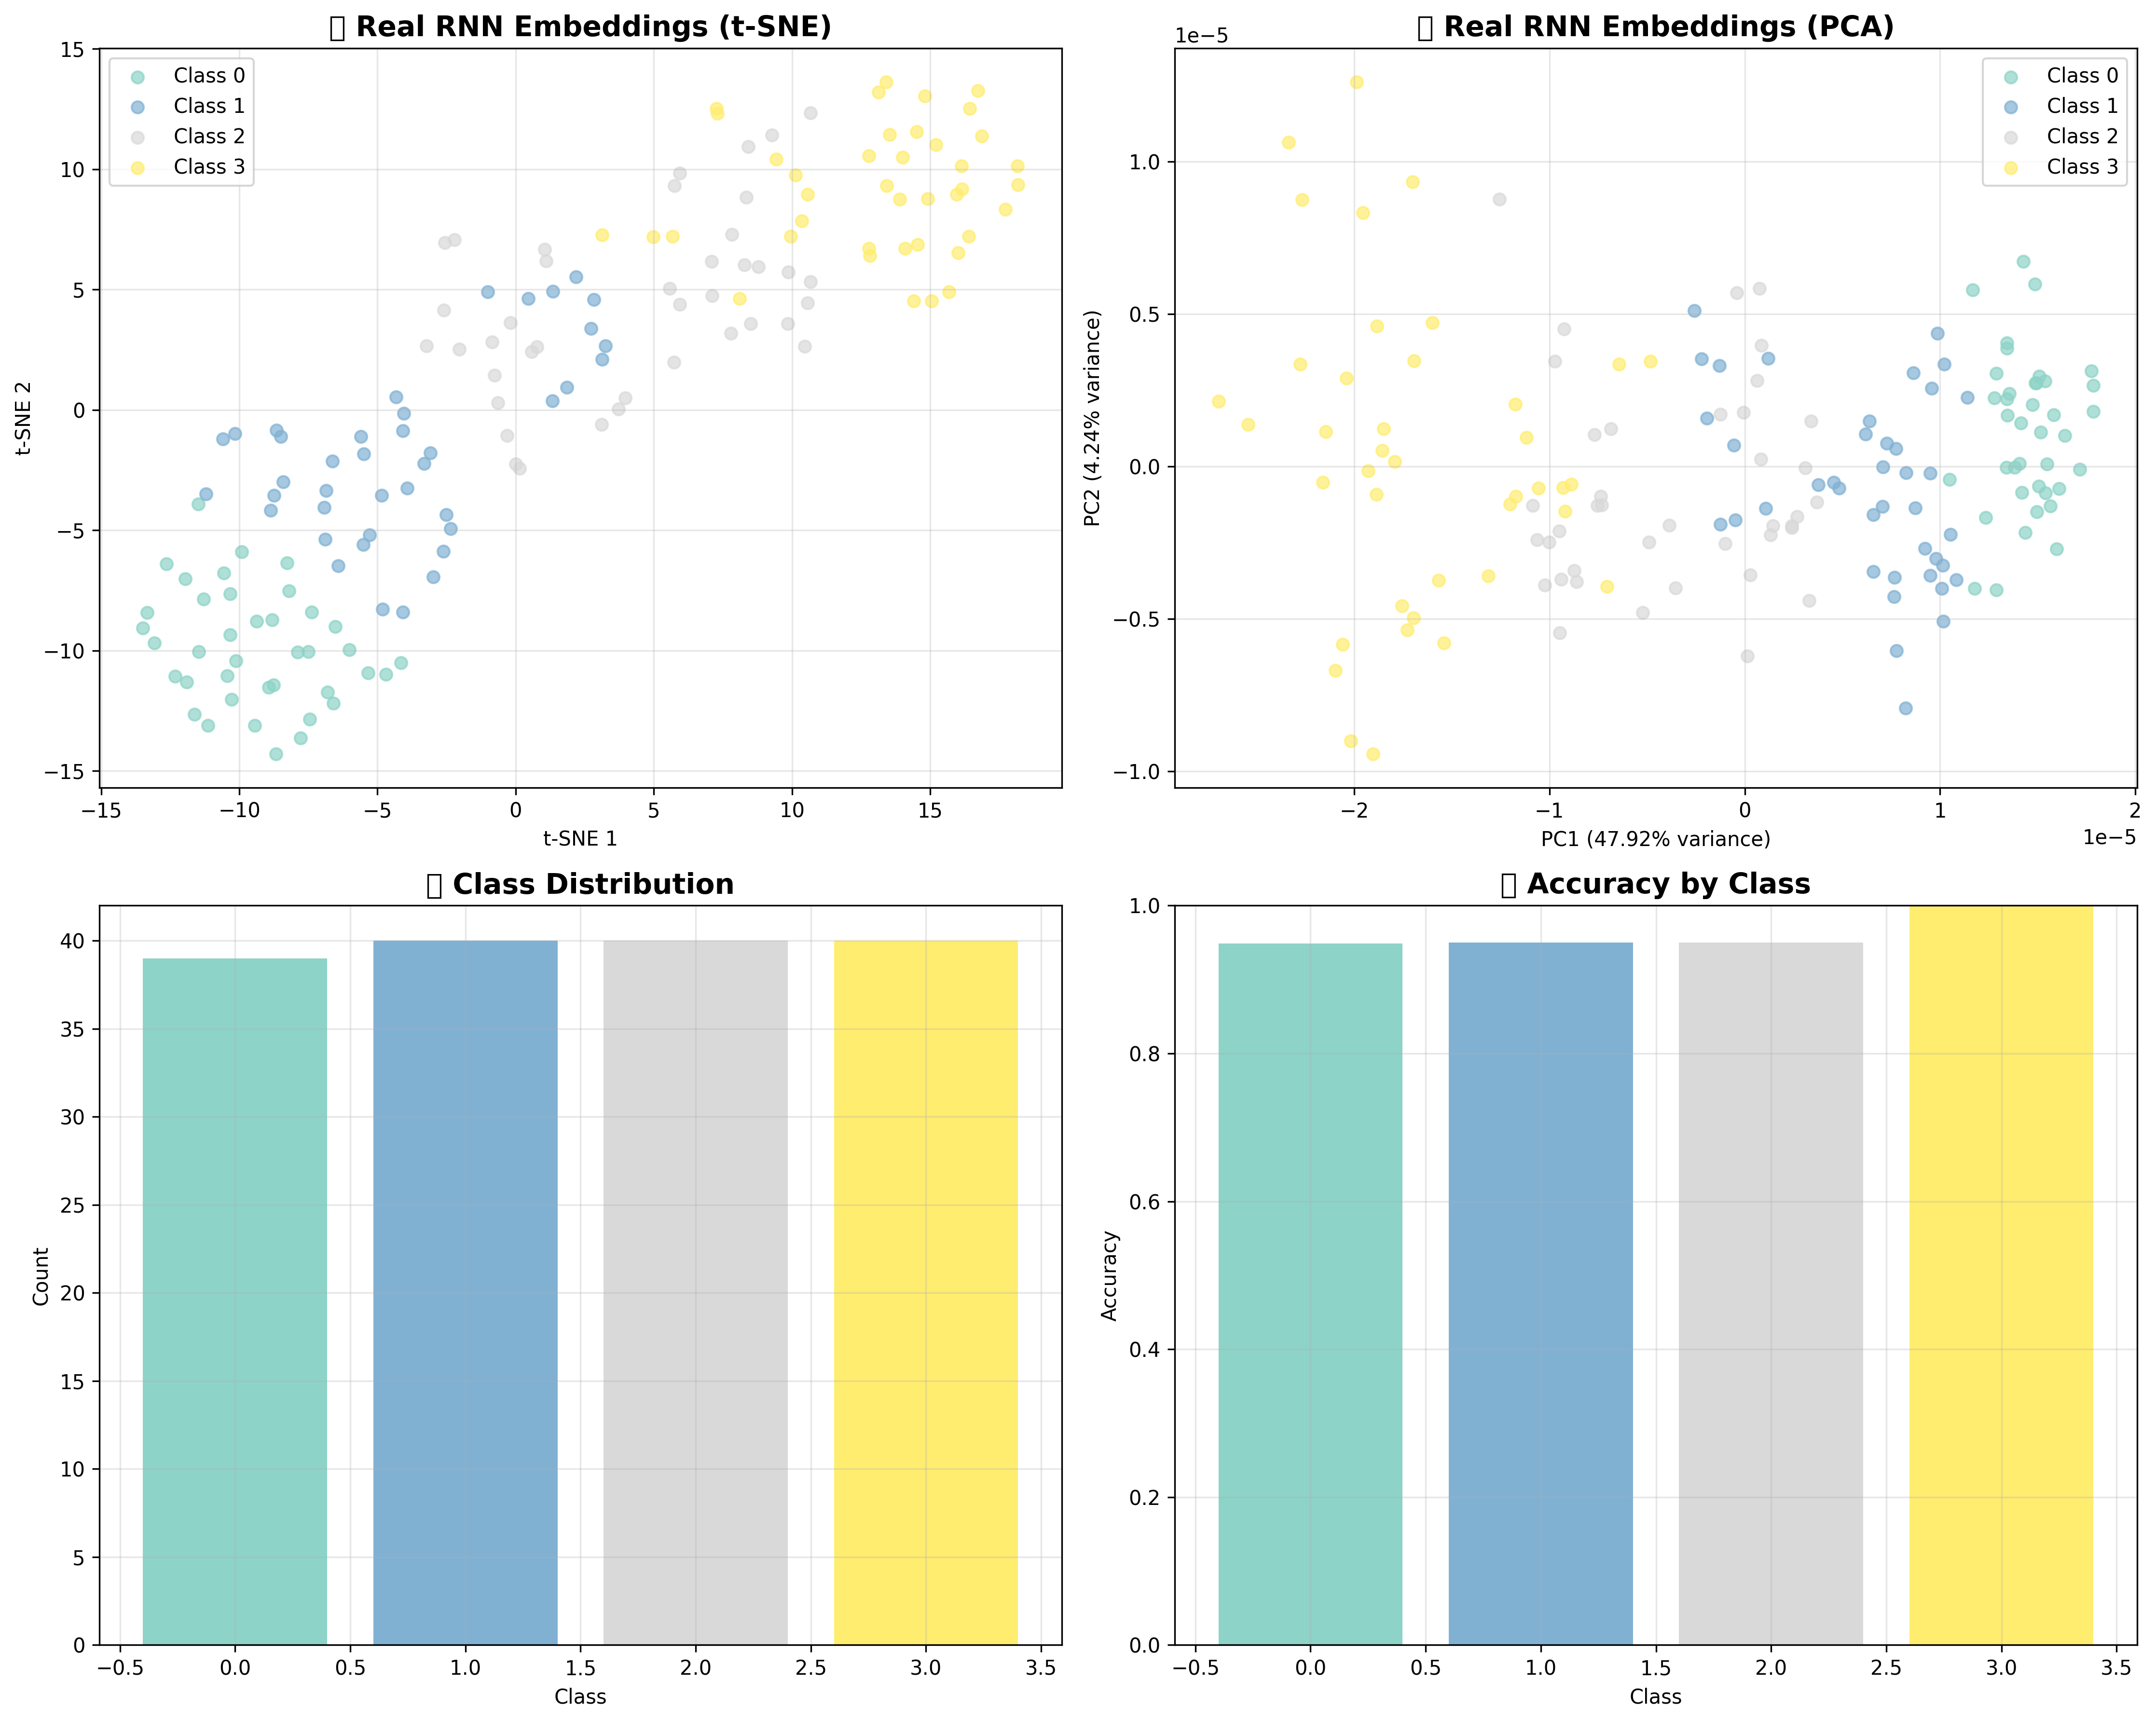 Real RNN Embeddings (t-SNE)
15
10
5
0
−5
−10
−15
t-SNE 2
Class 0
Class 1
Class 2
Class 3
−15 −10 −5 0 5 10 15
t-SNE 1
Real RNN Embeddings (PCA)
1e−5
1.0
0.5
0.0
−0.5
−1.0
PC2 (4.24% variance)
Class 0
Class 1
Class 2
Class 3
−2 −1 0 1 2
1e−5
PC1 (47.92% variance)
Class Distribution
40
35
30
25
20
15
10
5
0
Count
−0.5 0.0 0.5 1.0 1.5 2.0 2.5 3.0 3.5
Class
Accuracy by Class
1.0
0.8
0.6
0.4
0.2
0.0
Accuracy
−0.5 0.0 0.5 1.0 1.5 2.0 2.5 3.0 3.5
Class